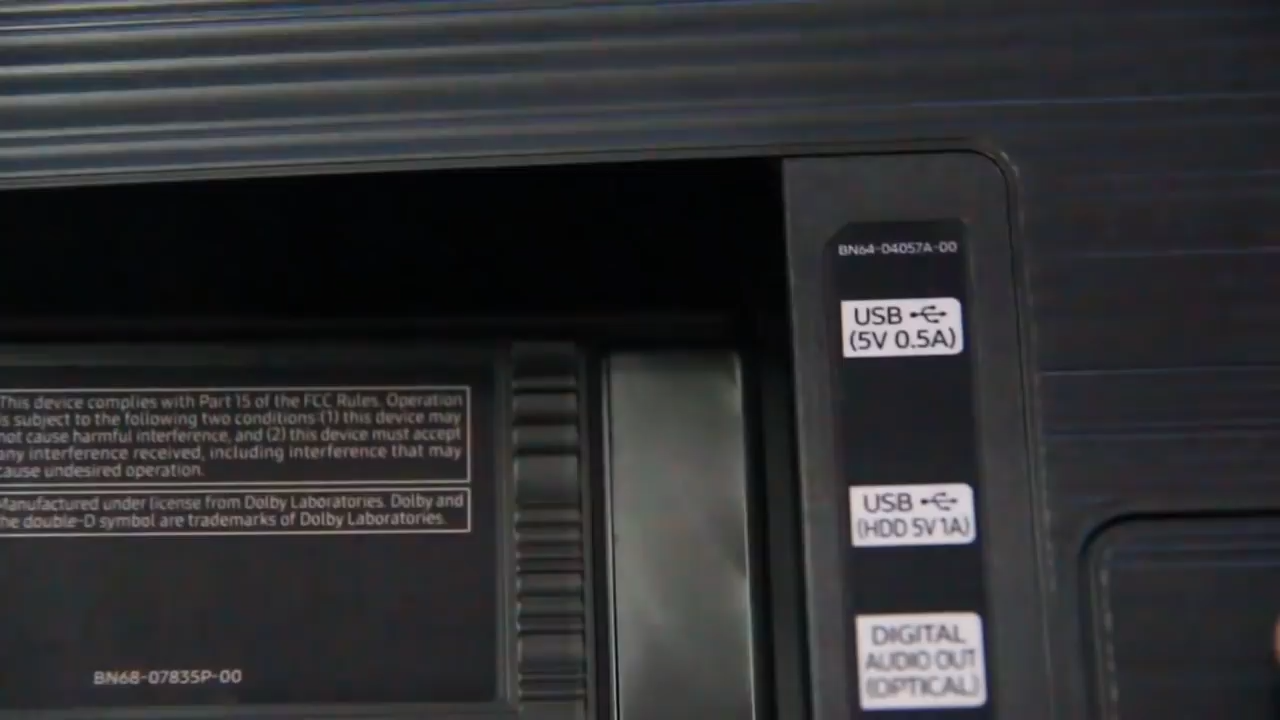 This device complies with Part 15 of the FCC Rules. Operation
is subject to the following two conditions:(1) this device may
not cause harmful interference, and (2) this device must accept
any interference received, including interference that may
cause undesired operation.
Manufactured under license from Dolby Laboratories. Dolby and
the double-D symbol are trademarks of Dolby Laboratories.
BN68-07835P-00
BN64-04057A-00
USB
(5V 0.5A)
USB
(HDD 5V 1A)
DIGITAL
AUDIO OUT
(OPTICAL)